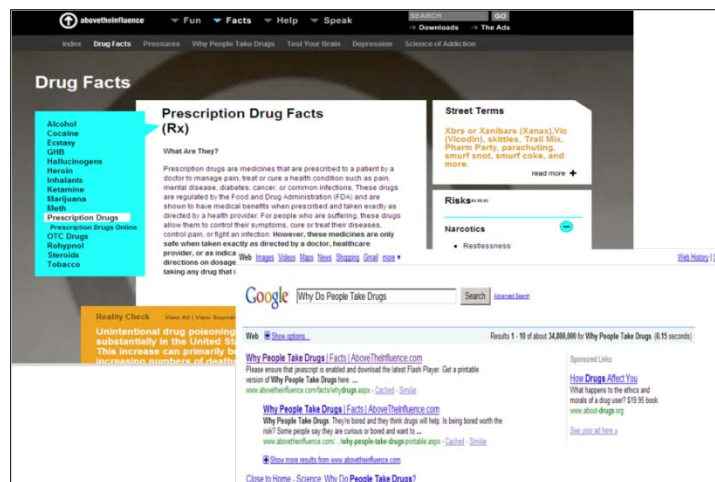 abovetheinfluence
Fun Facts Help Speak
SEARCH GO
Downloads The Ads
Index Drug Facts Pressures Why People Take Drugs Test Your Brain Depression Science of Addiction
Drug Facts
Alcohol
Cocaine
Ecstasy
GHB
Hallucinogens
Heroin
Inhalants
Ketamine
Marijuana
Meth
Prescription Drugs
Prescription Drugs Online
OTC Drugs
Rohypnol
Steroids
Tobacco
Prescription Drug Facts
(Rx)
What Are They?
Prescription drugs are medicines that are prescribed to a patient by a
doctor to manage pain, treat or cure a health condition such as pain,
mental disease, diabetes, cancer, or common infections. These drugs
are regulated by the Food and Drug Administration (FDA) and are
shown to have medical benefits when prescribed and taken exactly as
directed by a health provider. For people who are suffering, these drugs
allow them to control their symptoms, cure or treat their diseases,
control pain, or fight an infection. However, these medicines are only
safe when taken exactly as directed by a doctor, healthcare
provider, or as indica
directions on dosage
taking any drug that i
Street Terms
Xbrs or Xanibars (Xanax),Vic
(Vicodin), skittles, Trail Mix,
Pharm Party, parachuting,
smurf snot, smurf coke, and
more.
read more +
Risks
Narcotics
Restlessness
Reality Check View All | View Source
Unintentional drug poisoning
substantially in the United Sta
This increase can primarily be
increasing numbers of deaths
Web Images Videos Maps News Shopping Gmail more ▼
Web History | S
Google Why Do People Take Drugs Search Advanced Search
Web Show options... Results 1 - 10 of about 34,800,000 for Why People Take Drugs (0.15 seconds)
Why People Take Drugs | Facts | AboveTheInfluence.com
Please ensure that javascript is enabled and download the latest Flash Player. Get a printable
version of Why People Take Drugs here. ...
www.abovetheinfluence.com/facts/whydrugs.aspx - Cached - Similar
Why People Take Drugs | Facts | AboveTheInfluence.com
Why People Take Drugs. They're bored and they think drugs will help. Is being bored worth the
risk? Some people say they are curious or bored and want to ...
www.abovetheinfluence.com/.../why-people-take-drugs-printable.aspx - Cached - Similar
Show more results from www.abovetheinfluence.com
Close to Home - Science: Why Do People Take Drugs?
Sponsored Links
How Drugs Affect You
What happens to the ethics and
morals of a drug user? $19.95 book
www.about-drugs.org
See your ad here »